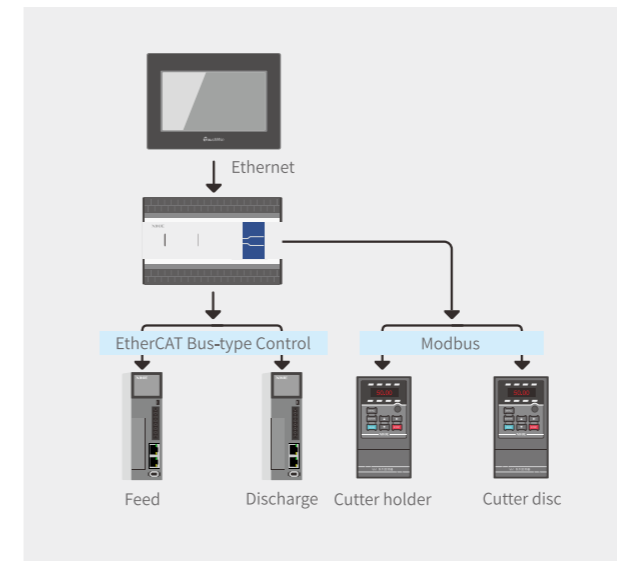 Ethernet
EtherCAT Bus-type Control
Modbus
Feed
Discharge
Cutter holder
Cutter disc